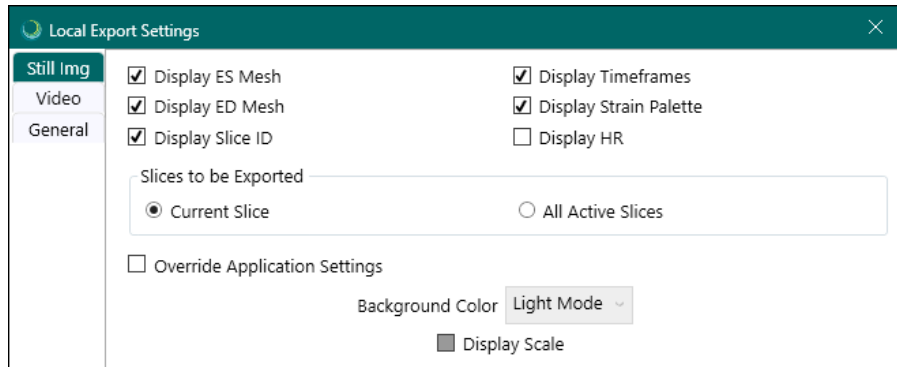 Local Export Settings
Still Img
Video
General
Display ES Mesh
Display Timeframes
Display ED Mesh
Display Strain Palette
Display Slice ID
Display HR
Slices to be Exported
Current Slice
All Active Slices
Override Application Settings
Background Color Light Mode
Display Scale